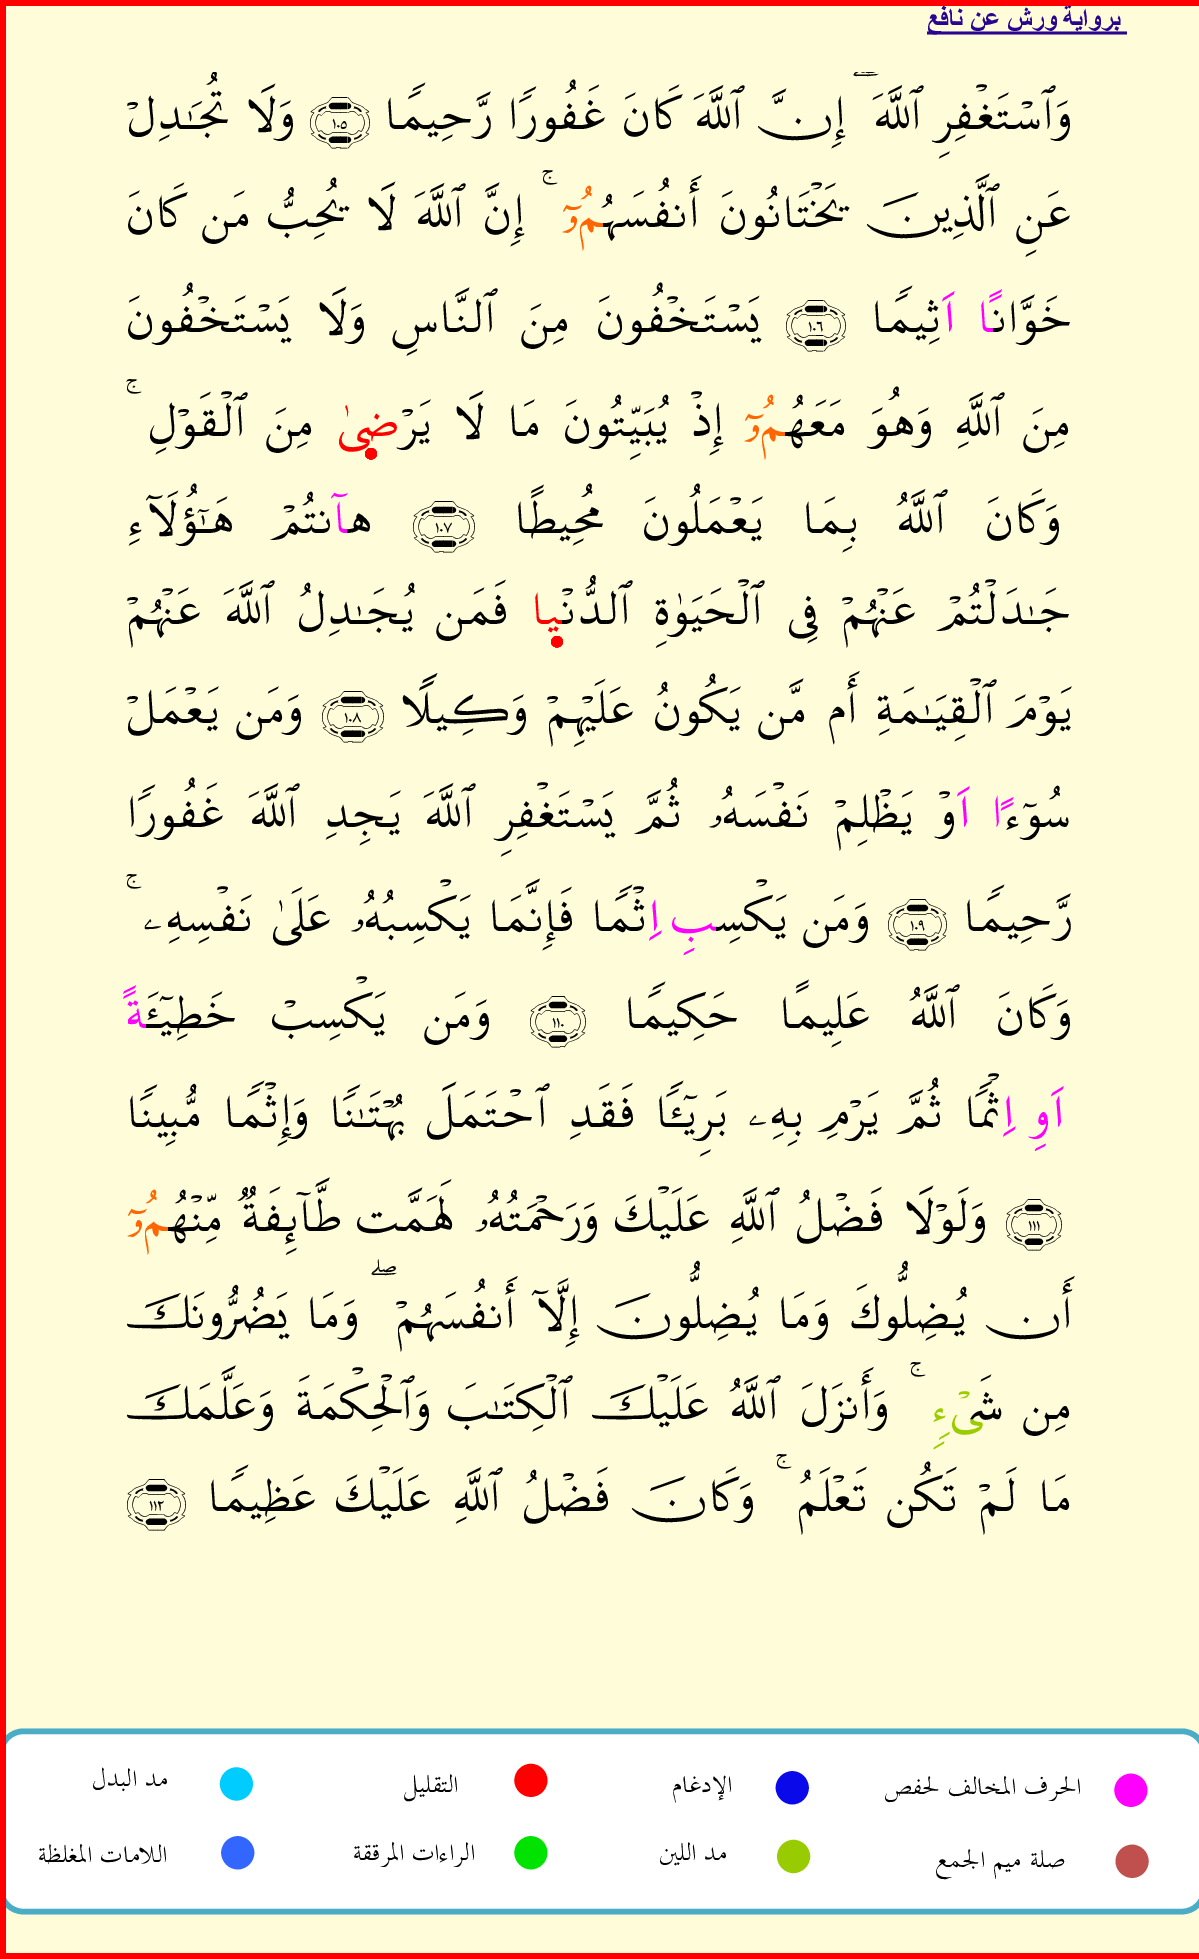 برواية ورش عن نافع
وَٱسْتَغْفِرِ ٱللَّهَ ۖ إِنَّ ٱللَّهَ كَانَ غَفُورًا رَّحِيمًا ١٠٥ وَلَا تُجَـٰدِلْ
عَنِ ٱلَّذِينَ يَخْتَانُونَ أَنفُسَهُمُۥٓ ۚ إِنَّ ٱللَّهَ لَا يُحِبُّ مَن كَانَ
خَوَّانًا اَثِيمًا ١٠٦ يَسْتَخْفُونَ مِنَ ٱلنَّاسِ وَلَا يَسْتَخْفُونَ
مِنَ ٱللَّهِ وَهُوَ مَعَهُمُۥٓ إِذْ يُبَيِّتُونَ مَا لَا يَرْضىٰ مِنَ ٱلْقَوْلِ ۚ
وَكَانَ ٱللَّهُ بِمَا يَعْمَلُونَ مُحِيطًا ١٠٧ هآنتُمْ هَـٰٓؤُلَآءِ
جَـٰدَلْتُمْ عَنْهُمْ فِى ٱلْحَيَوٰةِ ٱلدُّنْيا فَمَن يُجَـٰدِلُ ٱللَّهَ عَنْهُمْ
يَوْمَ ٱلْقِيَـٰمَةِ أَم مَّن يَكُونُ عَلَيْهِمْ وَكِيلًا ١٠٨ وَمَن يَعْمَلْ
سُوٓءًا اَوْ يَظْلِمْ نَفْسَهُۥ ثُمَّ يَسْتَغْفِرِ ٱللَّهَ يَجِدِ ٱللَّهَ غَفُورًا
رَّحِيمًا ١٠٩ وَمَن يَكْسِبِ اِثْمًا فَإِنَّمَا يَكْسِبُهُۥ عَلَىٰ نَفْسِهِۦ ۚ
وَكَانَ ٱللَّهُ عَلِيمًا حَكِيمًا ١١٠ وَمَن يَكْسِبْ خَطِيٓـَٔةً
اَوِ اِثْمًا ثُمَّ يَرْمِ بِهِۦ بَرِيٓـًٔا فَقَدِ ٱحْتَمَلَ بُهْتَـٰنًا وَإِثْمًا مُّبِينًا
١١١ وَلَوْلَا فَضْلُ ٱللَّهِ عَلَيْكَ وَرَحْمَتُهُۥ لَهَمَّت طَّآئِفَةٌ مِّنْهُمُۥٓ
أَن يُضِلُّوكَ وَمَا يُضِلُّونَ إِلَّآ أَنفُسَهُمْ ۖ وَمَا يَضُرُّونَكَ
مِن شَىْءٍ ۚ وَأَنزَلَ ٱللَّهُ عَلَيْكَ ٱلْكِتَـٰبَ وَٱلْحِكْمَةَ وَعَلَّمَكَ
مَا لَمْ تَكُن تَعْلَمُ ۚ وَكَانَ فَضْلُ ٱللَّهِ عَلَيْكَ عَظِيمًا ١١٢
الحرف المخالف لحفص الإدغام التقليل مد البدل
صلة ميم الجمع مد اللين الراءات المرققة اللامات المغلظة